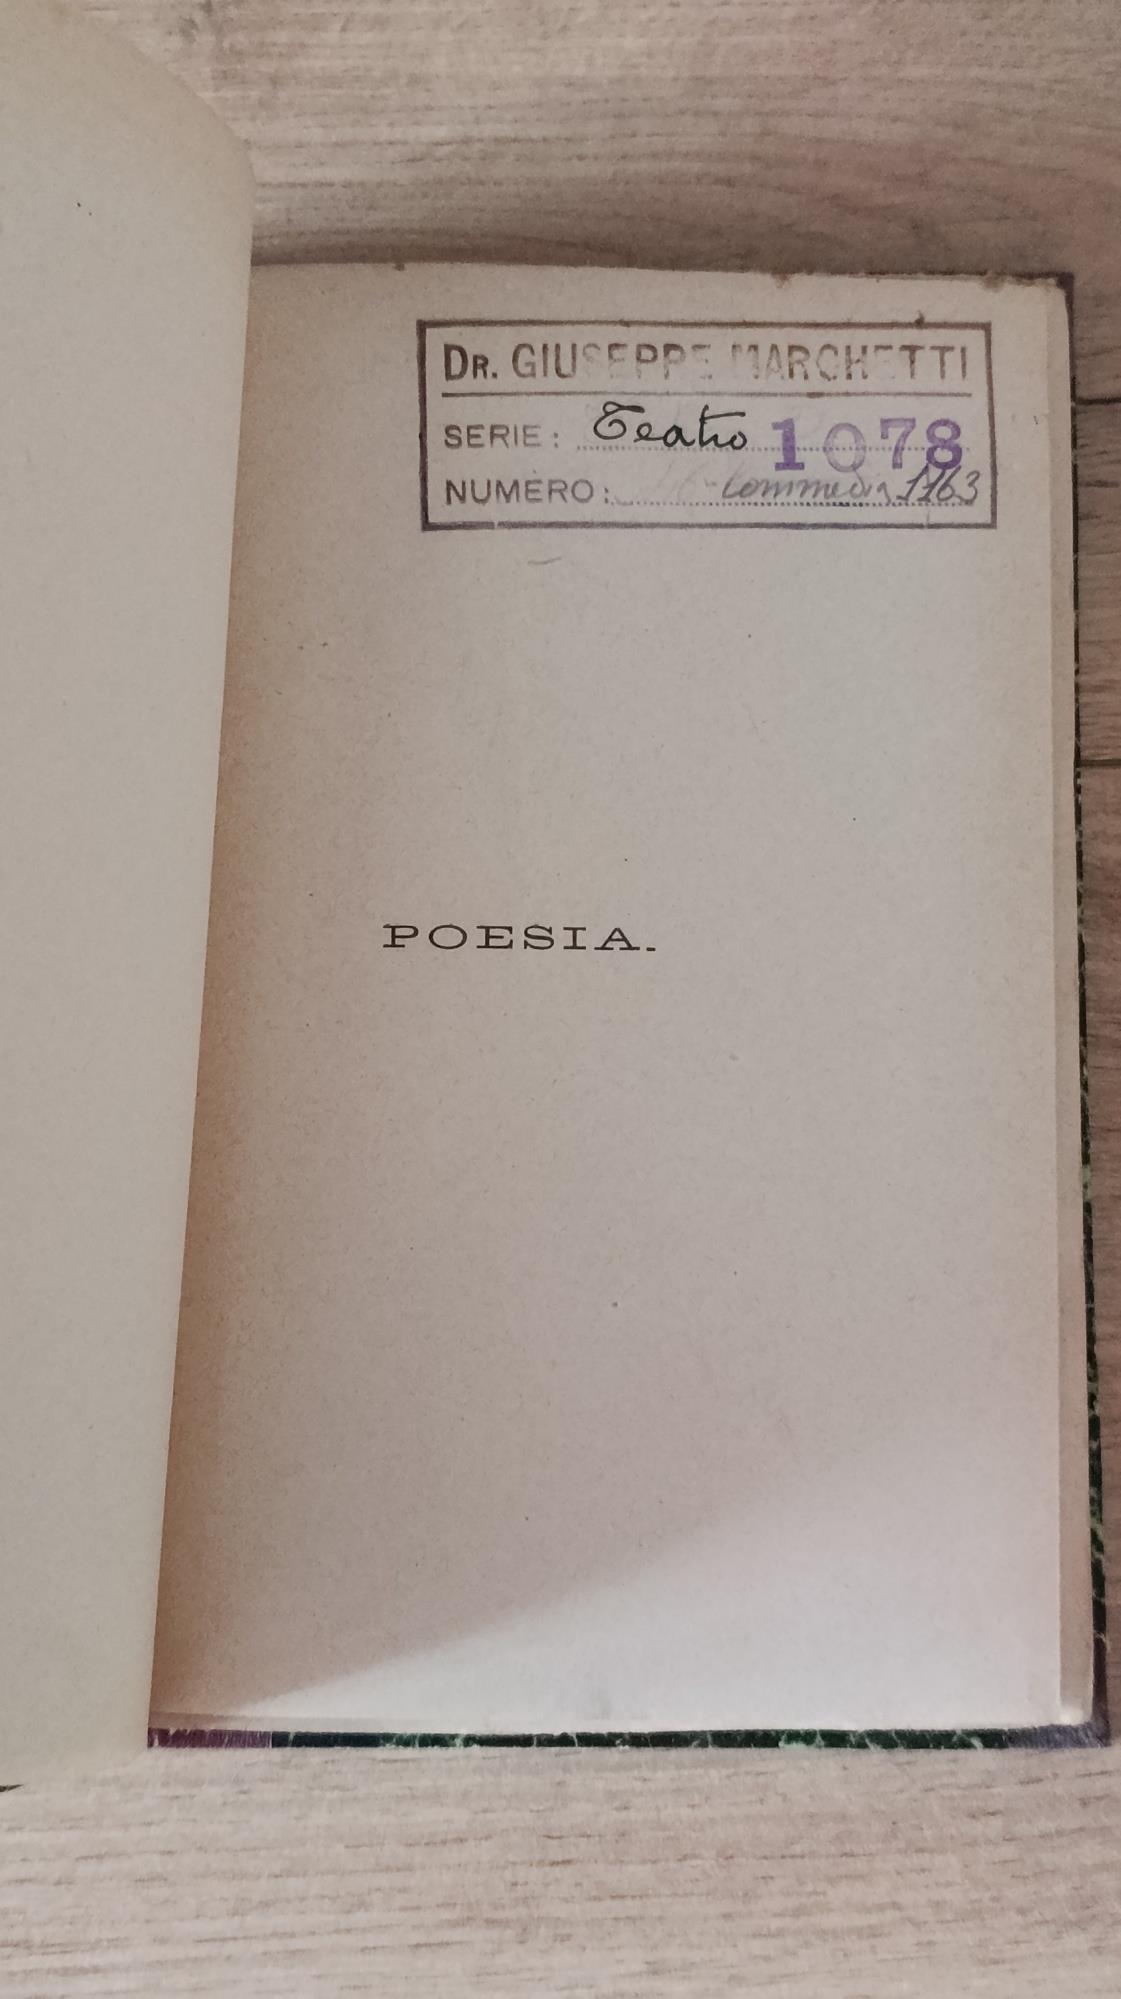 DR. GIUSEPPE MARCHETTI
SERIE: Teatro 1078
NUMERO: Commedia 1163
POESIA.